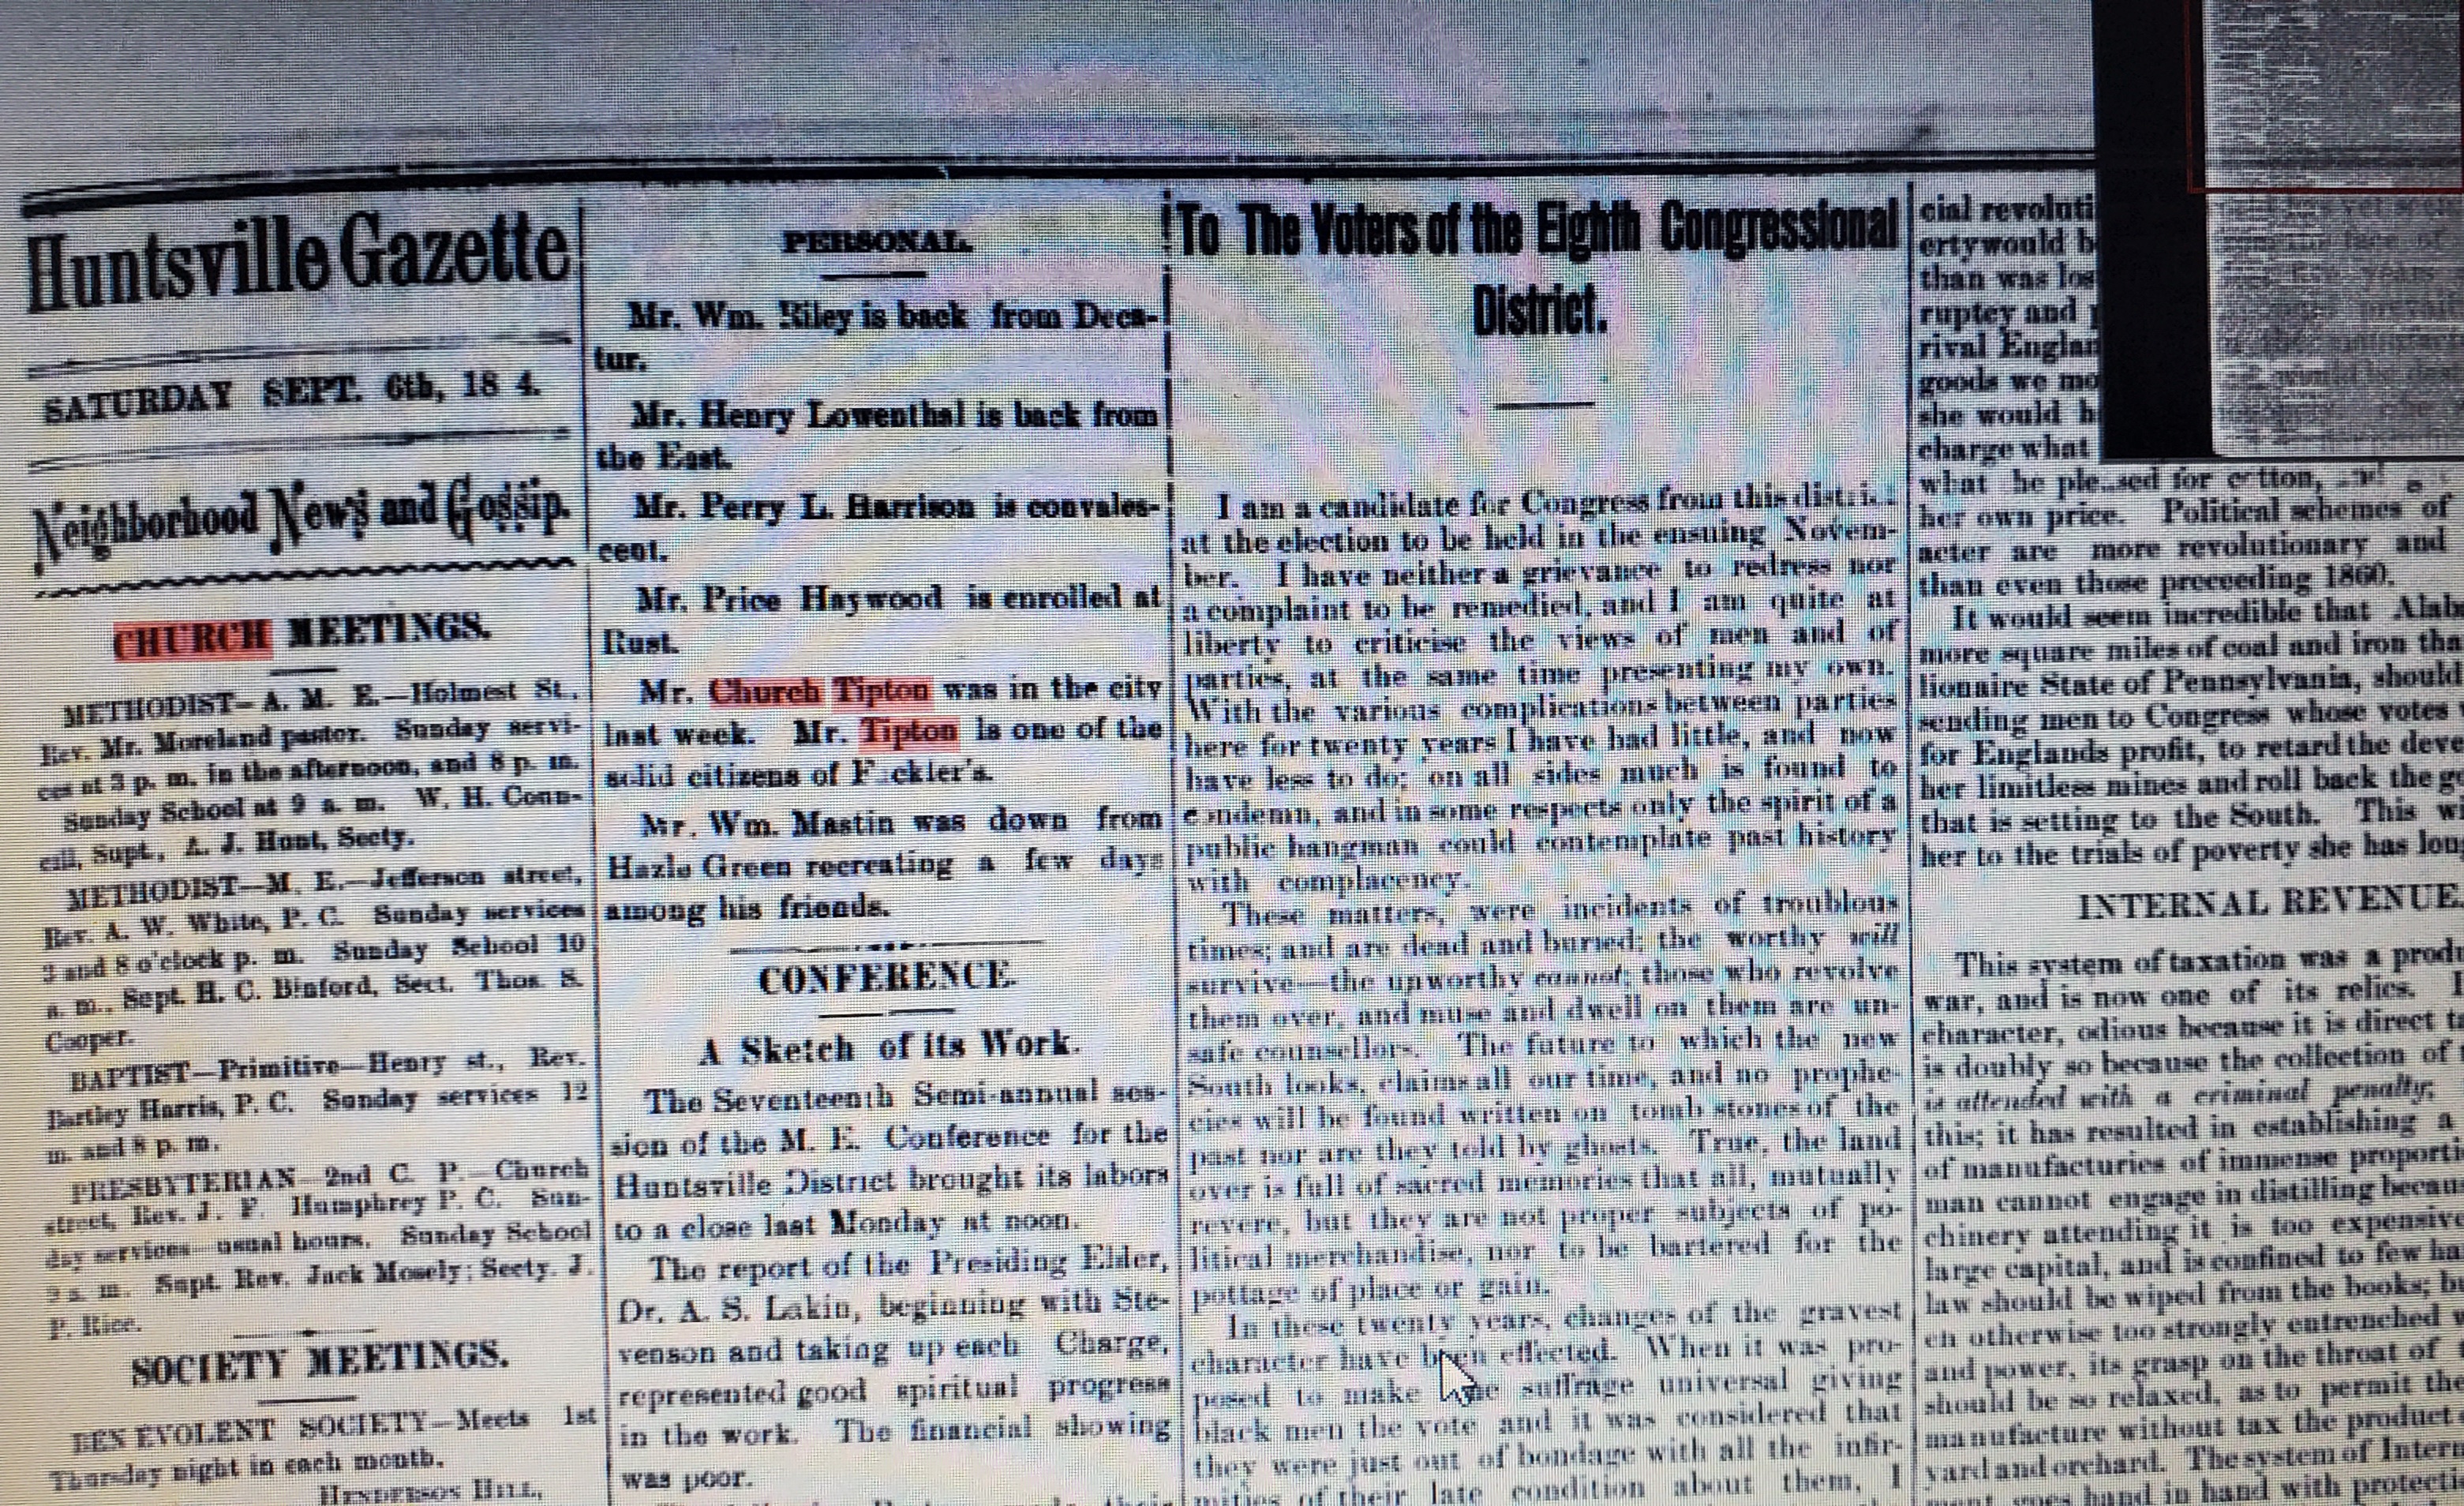 Huntsville Gazette
SATURDAY SEPT. 6th, 18 4.
Neighborhood News and Gossip.
CHURCH MEETINGS.
METHODIST—A. M. E.—Holmest St.,
Rev. Mr. Moreland pastor. Sunday servi-
ces at 3 p. m. in the afternoon, and 8 p. m.
Sunday School at 9 a. m. W. H. Coun-
cill, Supt., A. J. Hunt, Secty.
METHODIST—M. E.—Jefferson street,
Rev. A. W. White, P. C. Sunday services
3 and 8 o'clock p. m. Sunday School 10
a. m., Supt. H. C. Binford, Sect. Thos. S.
Cooper.
BAPTIST—Primitive—Henry st., Rev.
Bartley Harris, P. C. Sunday services 12
m. and 8 p. m.
PRESBYTERIAN—2nd C. P.—Church
street, Rev. J. F. Humphrey P. C. Sun-
day services usual hours. Sunday School
9 a. m. Supt. Rev. Jack Mosely; Secty. J.
P. Rice.
SOCIETY MEETINGS.
BENEVOLENT SOCIETY—Meets 1st
Thursday night in each month.
HENDERSON HILL,
PERSONAL.
Mr. Wm. Riley is back from Deca-
tur.
Mr. Henry Lowenthal is back from
the East.
Mr. Perry L. Harrison is convales-
cent.
Mr. Price Haywood is enrolled at
Rust.
Mr. Church Tipton was in the city
last week. Mr. Tipton is one of the
solid citizens of F ckler's.
Mr. Wm. Mastin was down from
Hazle Green recreating a few days
among his friends.
CONFERENCE.
A Sketch of its Work.
The Seventeenth Semi-annual ses-
sion of the M. E. Conference for the
Huntsville District brought its labors
to a close last Monday at noon.
The report of the Presiding Elder,
Dr. A. S. Lakin, beginning with Ste-
venson and taking up each Charge,
represented good spiritual progress
in the work. The financial showing
was poor.
To The Voters of the Eighth Congressional
District.
I am a candidate for Congress from this district
at the election to be held in the ensuing Novem-
ber. I have neither a grievance to redress nor
a complaint to be remedied, and I am quite at
liberty to criticise the views of men and of
parties, at the same time presenting my own.
With the various complications between parties
here for twenty years I have had little, and now
have less to do; on all sides much is found to
condemn, and in some respects only the spirit of a
public hangman could contemplate past history
with complacency.
These matters, were incidents of troublous
times; and are dead and buried; the worthy will
survive—the unworthy cannot; those who revolve
them over, and muse and dwell on them are un-
safe counsellors. The future to which the new
South looks, claims all our time, and no prophe-
cies will be found written on tomb stones of the
past nor are they told by ghosts. True, the land
over is full of sacred memories that all, mutually
revere, but they are not proper subjects of po-
litical merchandise, nor to be bartered for the
pottage of place or gain.
In these twenty years, changes of the gravest
character have been effected. When it was pro-
posed to make the suffrage universal giving
black men the vote and it was considered that
they were just out of bondage with all the infir-
mities of their late condition about them, I
cial revoluti
erty would b
than was los
ruptcy and
rival Englan
goods we mo
she would h
charge what
what he pleased for cotton,
her own price. Political schemes of
acter are more revolutionary and
than even those preceeding 1860.
It would seem incredible that Alab
more square miles of coal and iron tha
lionaire State of Pennsylvania, should
sending men to Congress whose votes
for Englands profit, to retard the deve
her limitless mines and roll back the g
that is setting to the South. This w
her to the trials of poverty she has lon
INTERNAL REVENUE.
This system of taxation was a prod
war, and is now one of its relics. I
character, odious because it is direct t
is doubly so because the collection of
is attended with a criminal penalty.
this; it has resulted in establishing a
of manufacturies of immense proporti
man cannot engage in distilling becau
chinery attending it is too expensiv
large capital, and is confined to few ha
law should be wiped from the books; b
en otherwise too strongly entrenched
and power, its grasp on the throat of
should be so relaxed, as to permit the
manufacture without tax the product
yard and orchard. The system of Intern
ment goes hand in hand with protecti